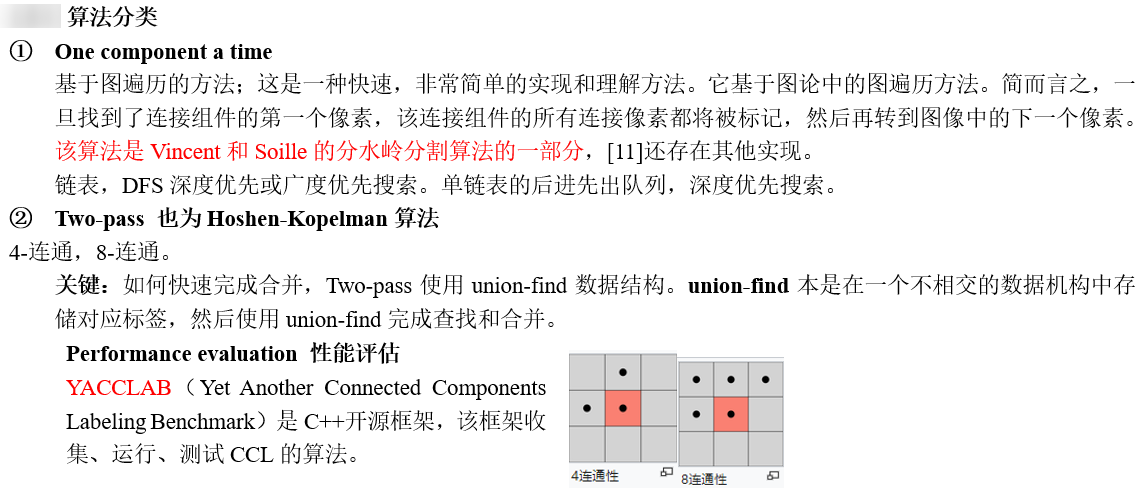 算法分类
① One component a time
基于图遍历的方法；这是一种快速，非常简单的实现和理解方法。它基于图论中的图遍历方法。简而言之，一
旦找到了连接组件的第一个像素，该连接组件的所有连接像素都将被标记，然后再转到图像中的下一个像素。
该算法是 Vincent 和 Soille 的分水岭分割算法的一部分，[11]还存在其他实现。
链表，DFS 深度优先或广度优先搜索。单链表的后进先出队列，深度优先搜索。
② Two-pass 也为 Hoshen-Kopelman 算法
4-连通，8-连通。
关键：如何快速完成合并，Two-pass 使用 union-find 数据结构。union-find 本是在一个不相交的数据机构中存
储对应标签，然后使用 union-find 完成查找和合并。
Performance evaluation 性能评估
YACCLAB（Yet Another Connected Components
Labeling Benchmark）是 C++开源框架，该框架收
集、运行、测试 CCL 的算法。
4连通性
8连通性